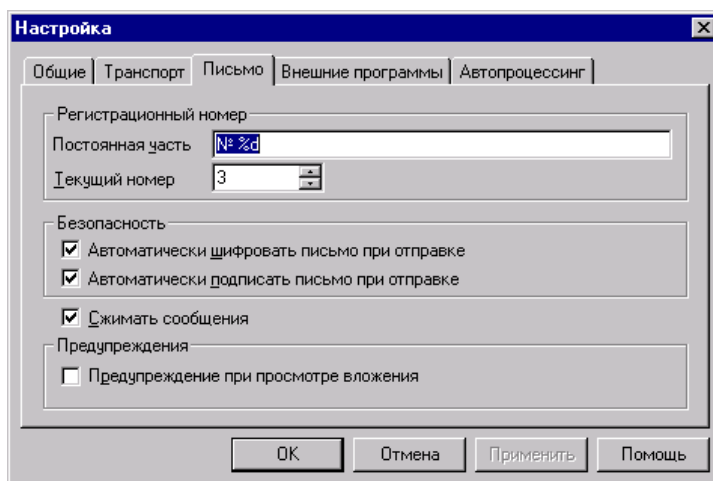 Настройка
Общие Транспорт Письмо Внешние программы Автопроцессинг
Регистрационный номер
Постоянная часть № %d
Текущий номер 3
Безопасность
Автоматически шифровать письмо при отправке
Автоматически подписать письмо при отправке
Сжимать сообщения
Предупреждения
Предупреждение при просмотре вложения
OK Отмена Применить Помощь